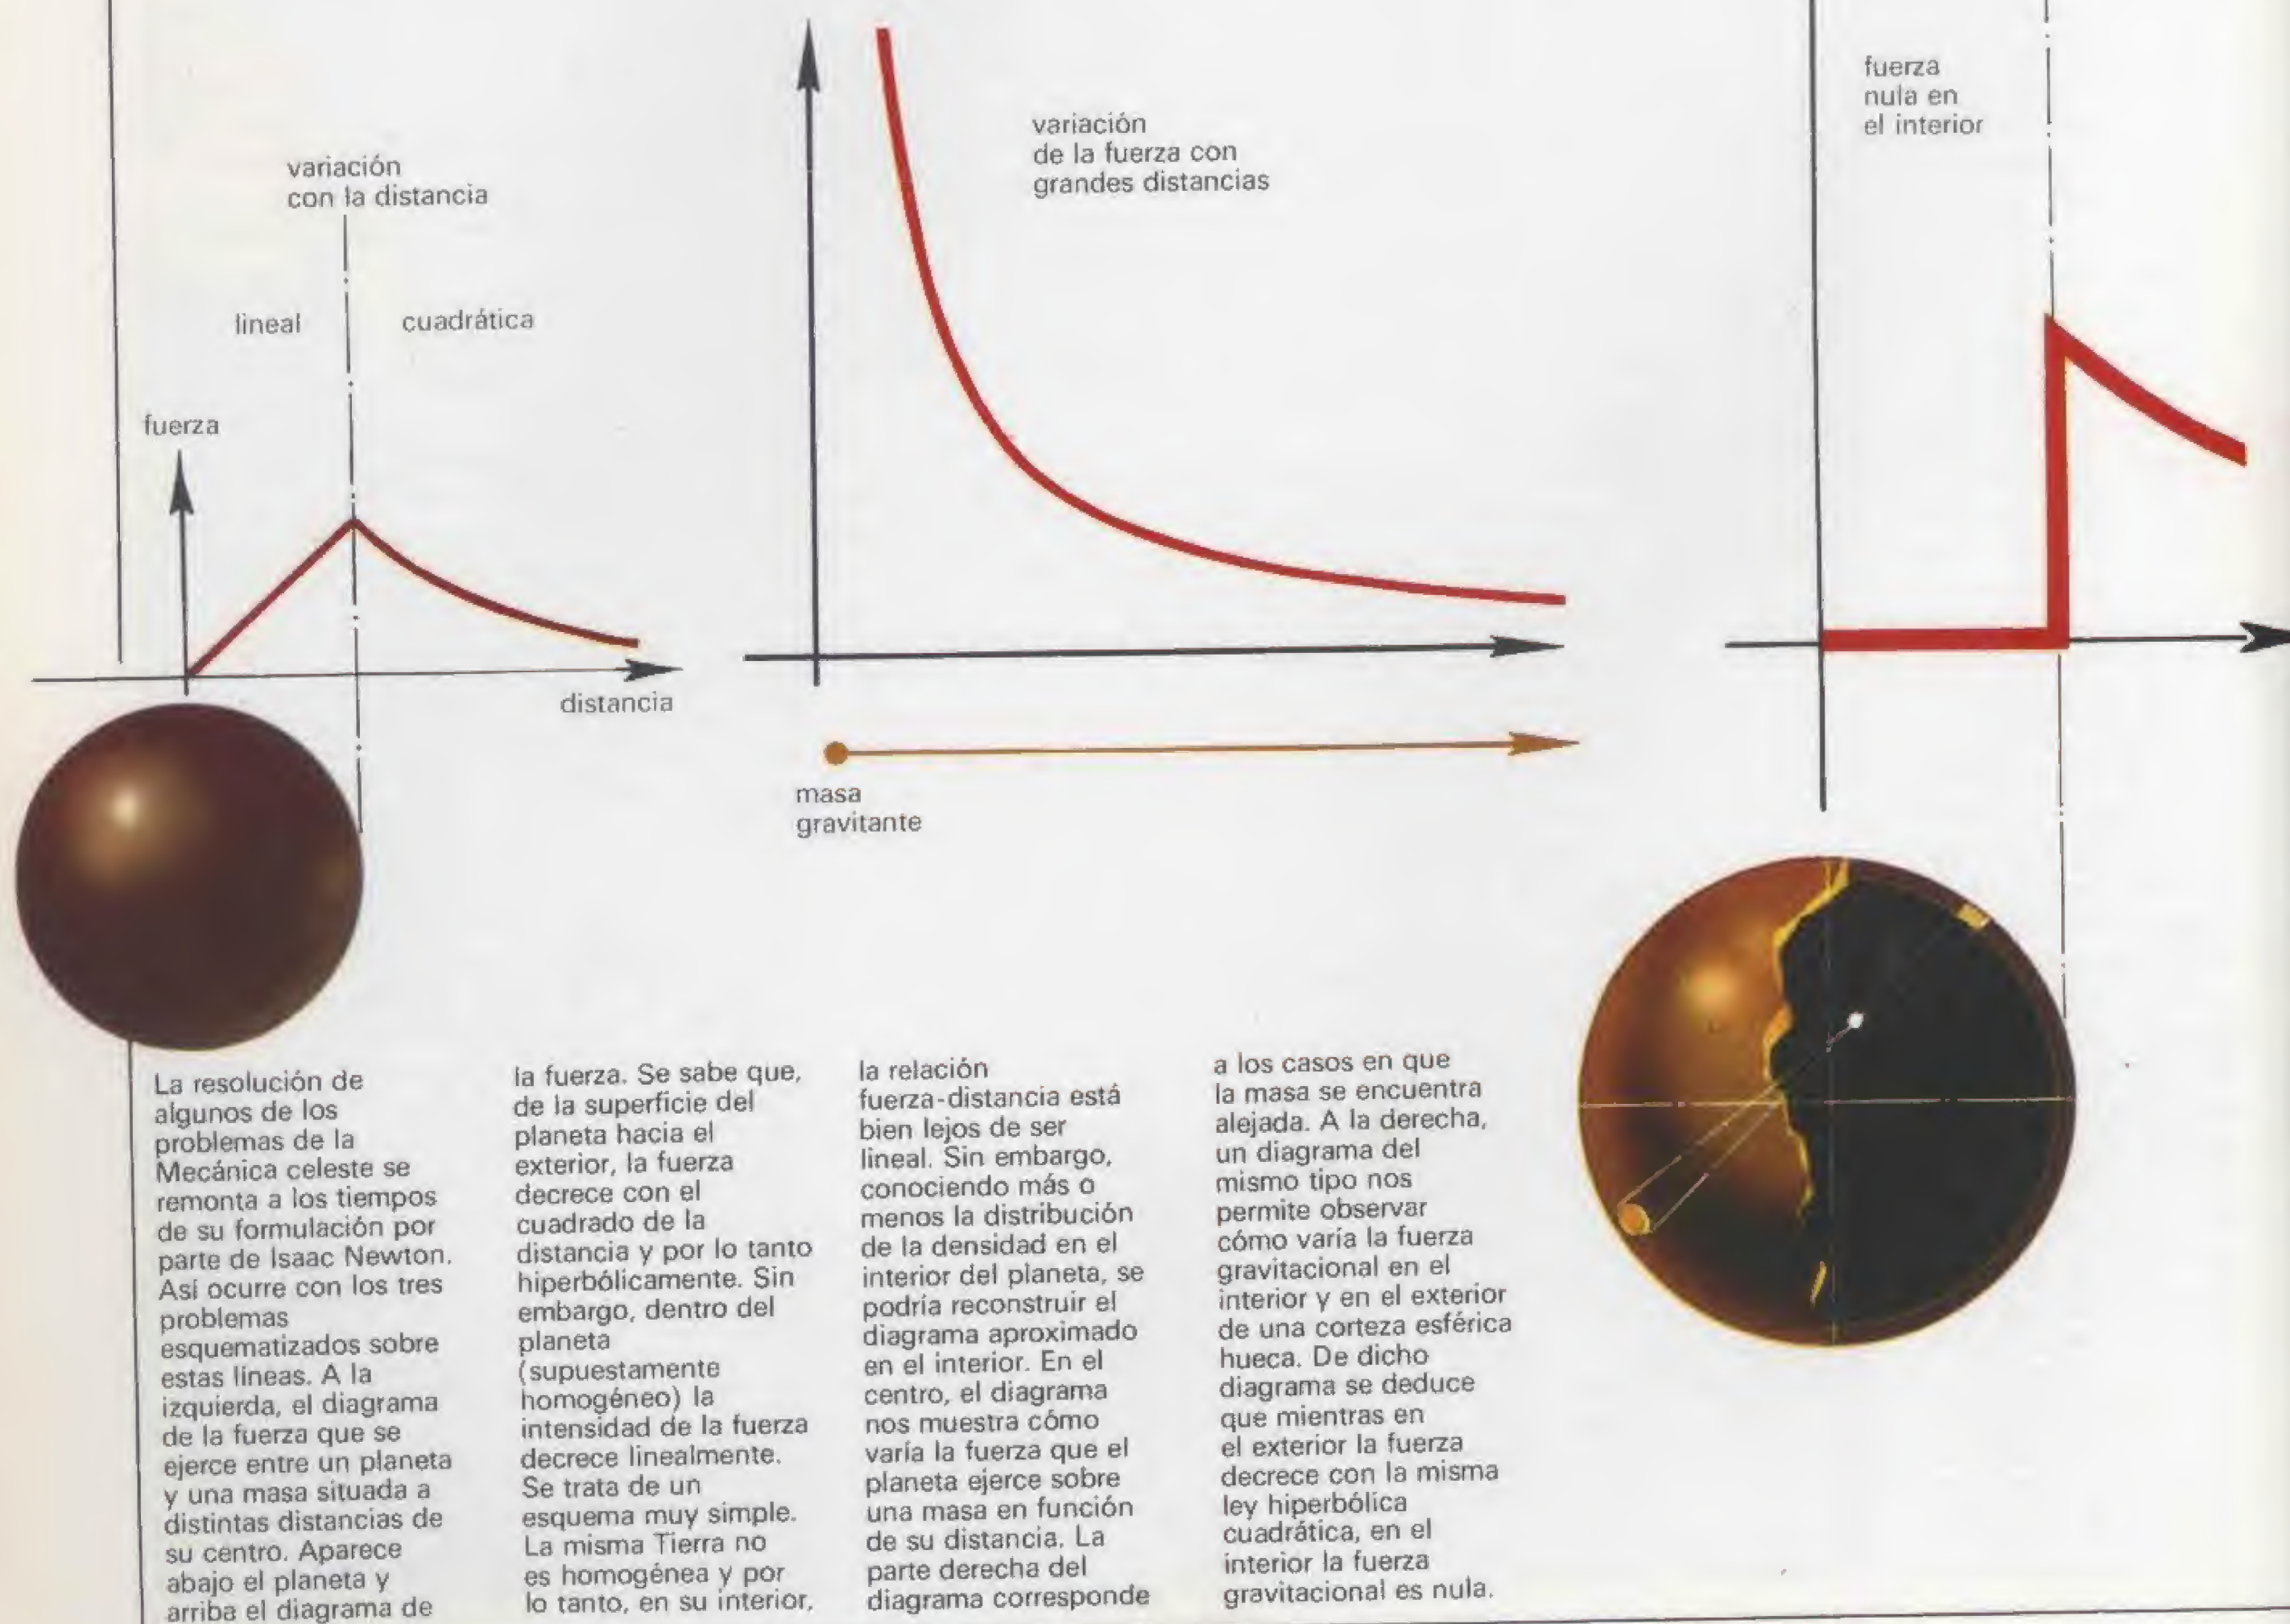 variación
con la distancia
lineal
cuadrática
fuerza
distancia
variación
de la fuerza con
grandes distancias
masa
gravitante
fuerza
nula en
el interior
La resolución de
algunos de los
problemas de la
Mecánica celeste se
remonta a los tiempos
de su formulación por
parte de Isaac Newton.
Así ocurre con los tres
problemas
esquematizados sobre
estas líneas. A la
izquierda, el diagrama
de la fuerza que se
ejerce entre un planeta
y una masa situada a
distintas distancias de
su centro. Aparece
abajo el planeta y
arriba el diagrama de
la fuerza. Se sabe que,
de la superficie del
planeta hacia el
exterior, la fuerza
decrece con el
cuadrado de la
distancia y por lo tanto
hiperbólicamente. Sin
embargo, dentro del
planeta
(supuestamente
homogéneo) la
intensidad de la fuerza
decrece linealmente.
Se trata de un
esquema muy simple.
La misma Tierra no
es homogénea y por
lo tanto, en su interior,
la relación
fuerza-distancia está
bien lejos de ser
lineal. Sin embargo,
conociendo más o
menos la distribución
de la densidad en el
interior del planeta, se
podría reconstruir el
diagrama aproximado
en el interior. En el
centro, el diagrama
nos muestra cómo
varía la fuerza que el
planeta ejerce sobre
una masa en función
de su distancia. La
parte derecha del
diagrama corresponde
a los casos en que
la masa se encuentra
alejada. A la derecha,
un diagrama del
mismo tipo nos
permite observar
cómo varía la fuerza
gravitacional en el
interior y en el exterior
de una corteza esférica
hueca. De dicho
diagrama se deduce
que mientras en
el exterior la fuerza
decrece con la misma
ley hiperbólica
cuadrática, en el
interior la fuerza
gravitacional es nula.